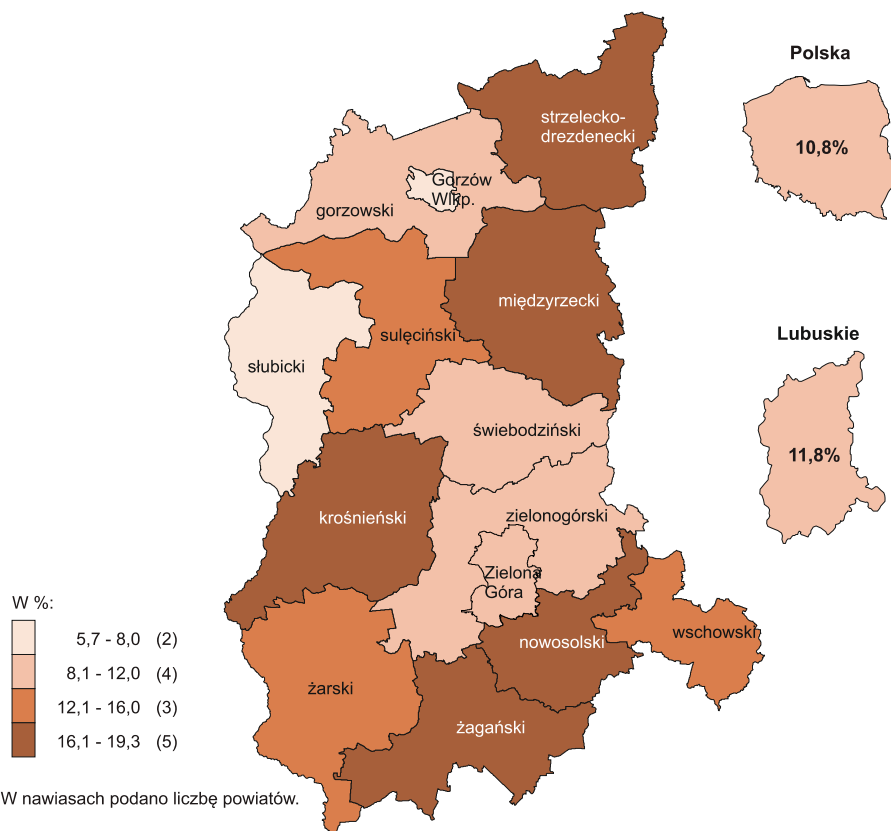 Polska
10,8%
strzelecko-
drezdenecki
Gorzów
Wlkp.
gorzowski
międzyrzecki
Lubuskie
11,8%
sulęciński
słubicki
świebodziński
krośnieński
zielonogórski
Zielona
Góra
nowosolski
wschowski
żarski
żagański
W %:
5,7 - 8,0 (2)
8,1 - 12,0 (4)
12,1 - 16,0 (3)
16,1 - 19,3 (5)
W nawiasach podano liczbę powiatów.